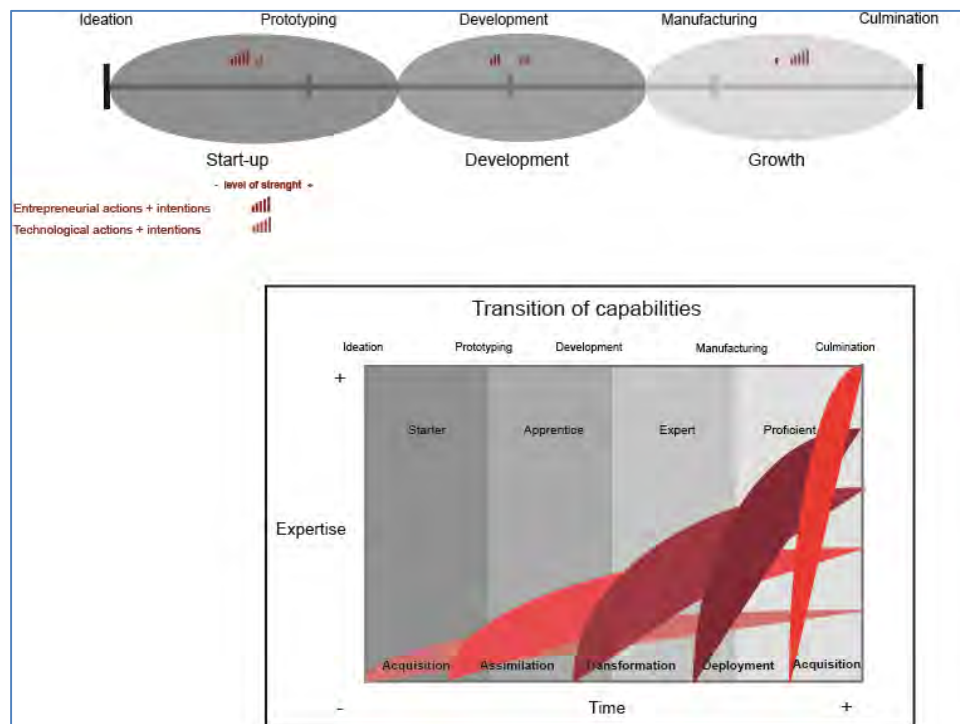 Ideation Prototyping Development Manufacturing Culmination
Start-up Development Growth
- level of strenght +
Entrepreneurial actions + intentions
Technological actions + intentions
Transition of capabilities
Ideation Prototyping Development Manufacturing Culmination
+
Starter Apprentice Expert Proficient
Expertise
Acquisition Assimilation Transformation Deployment Acquisition
- Time +